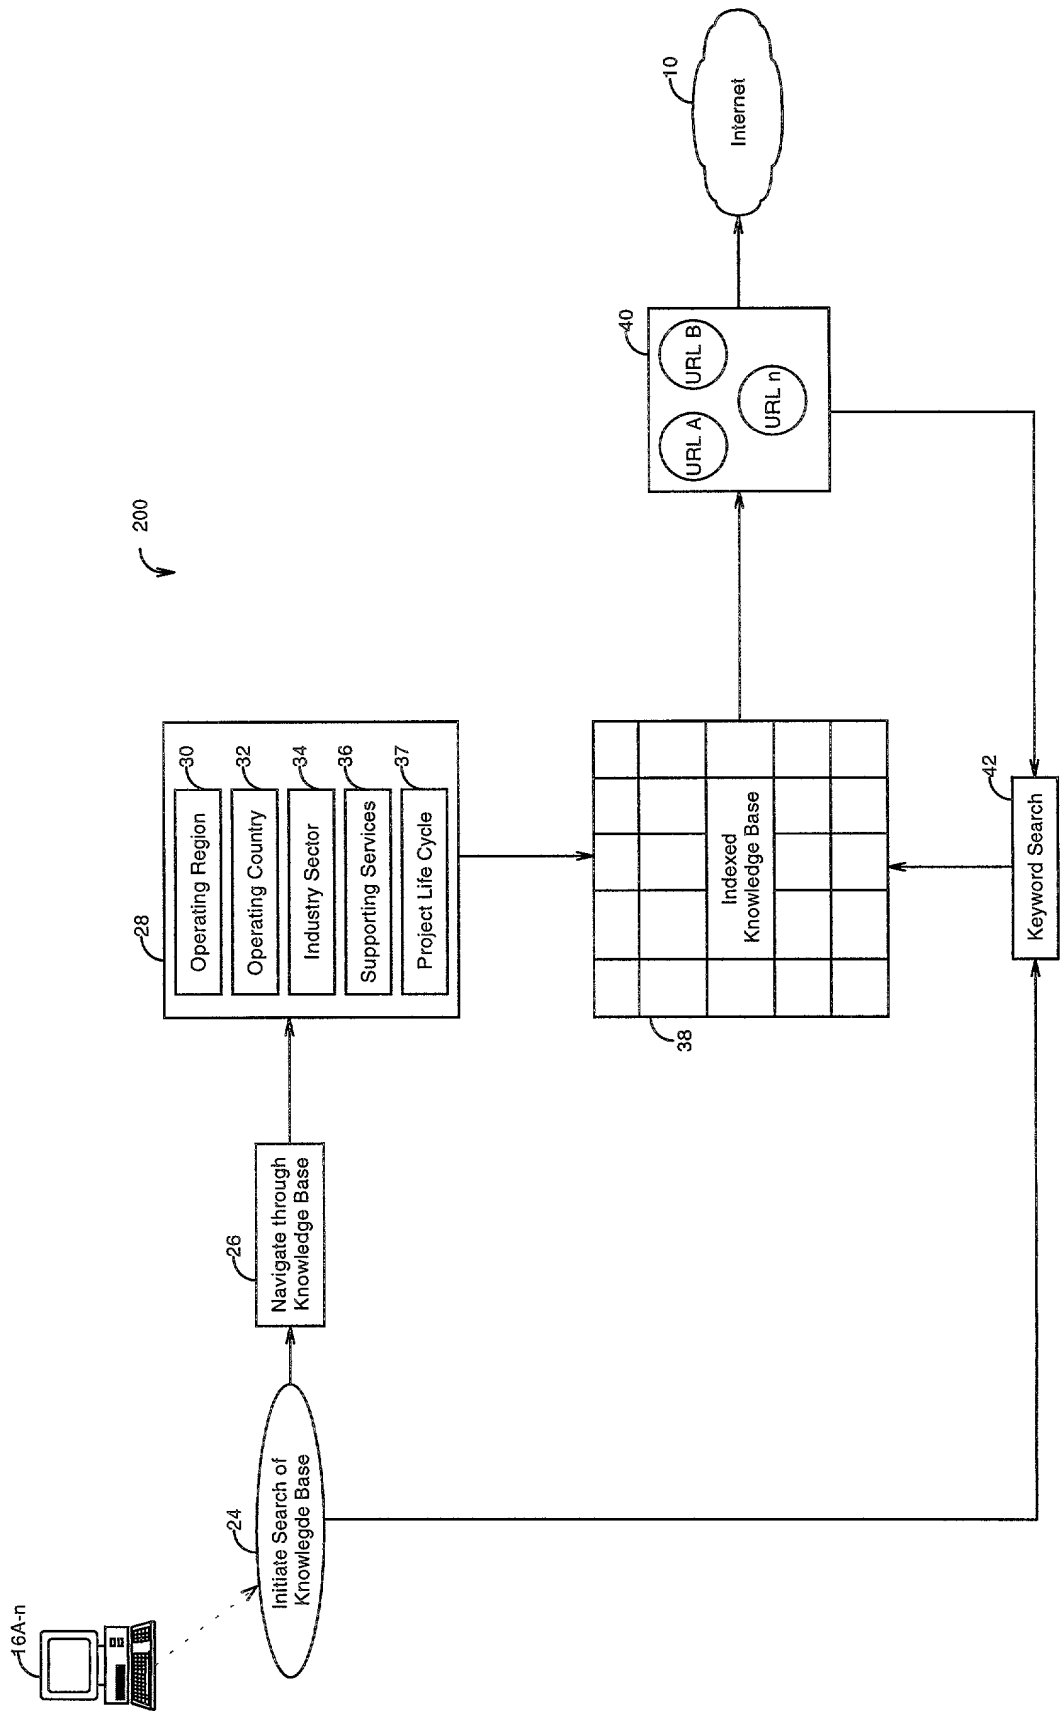 16A-n
24
Initiate Search of
Knowlegde Base
26
Navigate through
Knowledge Base
28
Operating Region
30
Operating Country
32
Industry Sector
34
Supporting Services
36
Project Life Cycle
37
200
38
Indexed
Knowledge Base
40
URL A
URL B
URL n
10
Internet
42
Keyword Search